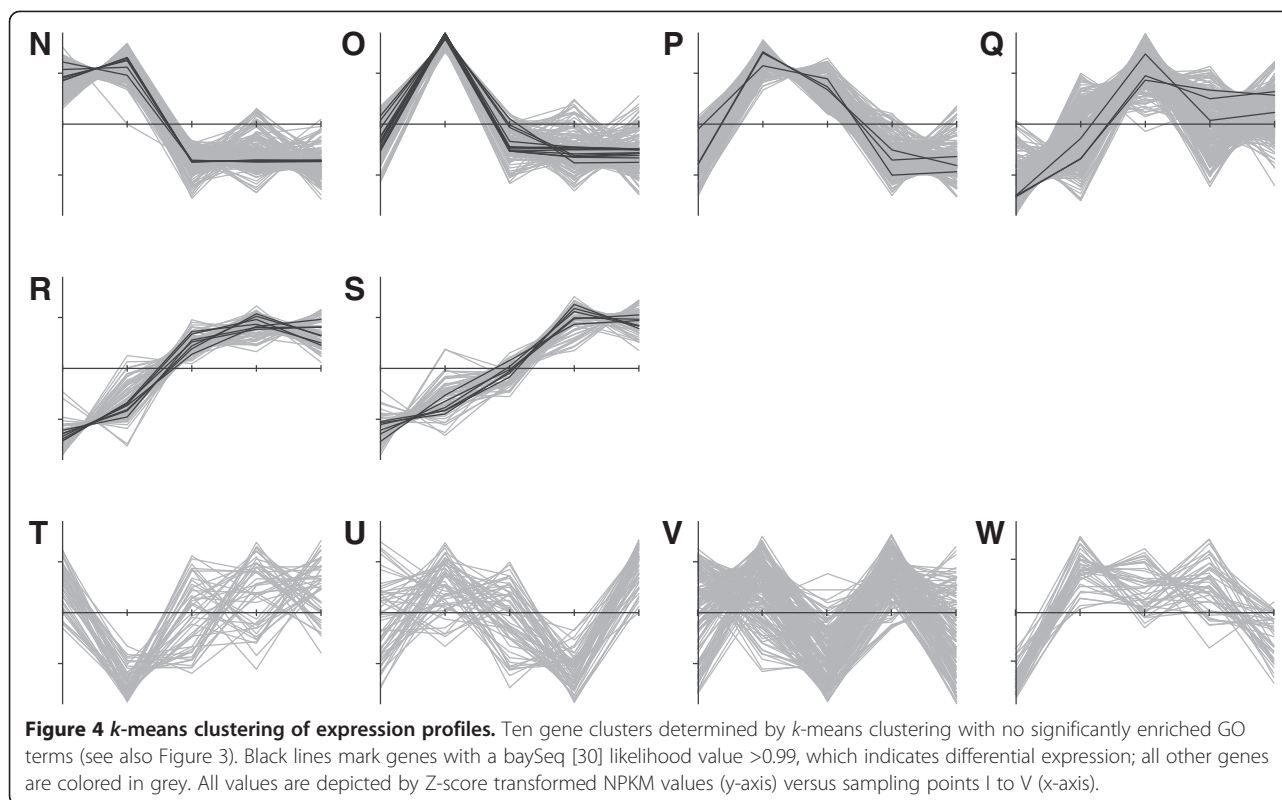 N
O
P
Q
R
S
T
U
V
W
Figure 4 k-means clustering of expression profiles. Ten gene clusters determined by k-means clustering with no significantly enriched GO
terms (see also Figure 3). Black lines mark genes with a baySeq [30] likelihood value >0.99, which indicates differential expression; all other genes
are colored in grey. All values are depicted by Z-score transformed NPKM values (y-axis) versus sampling points I to V (x-axis).